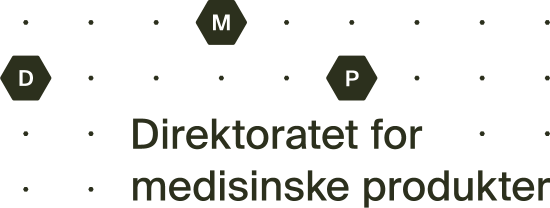 M
D P
Direktoratet for
medisinske produkter